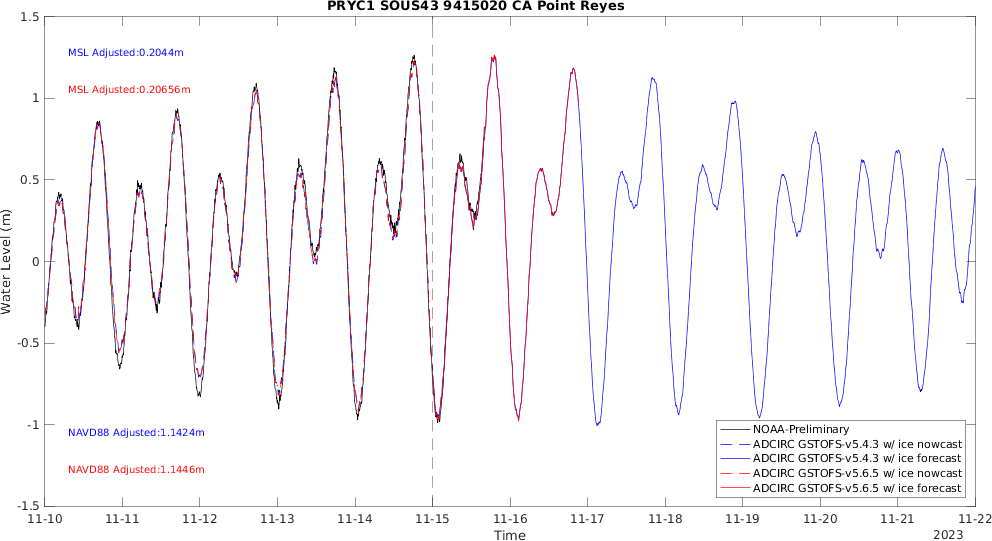 PRYC1 SOUS43 9415020 CA Point Reyes
Water Level (m)
1.5
1
0.5
0
-0.5
-1
-1.5
MSL Adjusted:0.2044m
MSL Adjusted:0.20656m
NAVD88 Adjusted:1.1424m
NAVD88 Adjusted:1.1446m
NOAA-Preliminary
ADCIRC GSTOFS-v5.4.3 w/ ice nowcast
ADCIRC GSTOFS-v5.4.3 w/ ice forecast
ADCIRC GSTOFS-v5.6.5 w/ ice nowcast
ADCIRC GSTOFS-v5.6.5 w/ ice forecast
11-10 11-11 11-12 11-13 11-14 11-15 11-16 11-17 11-18 11-19 11-20 11-21 11-22
Time
2023